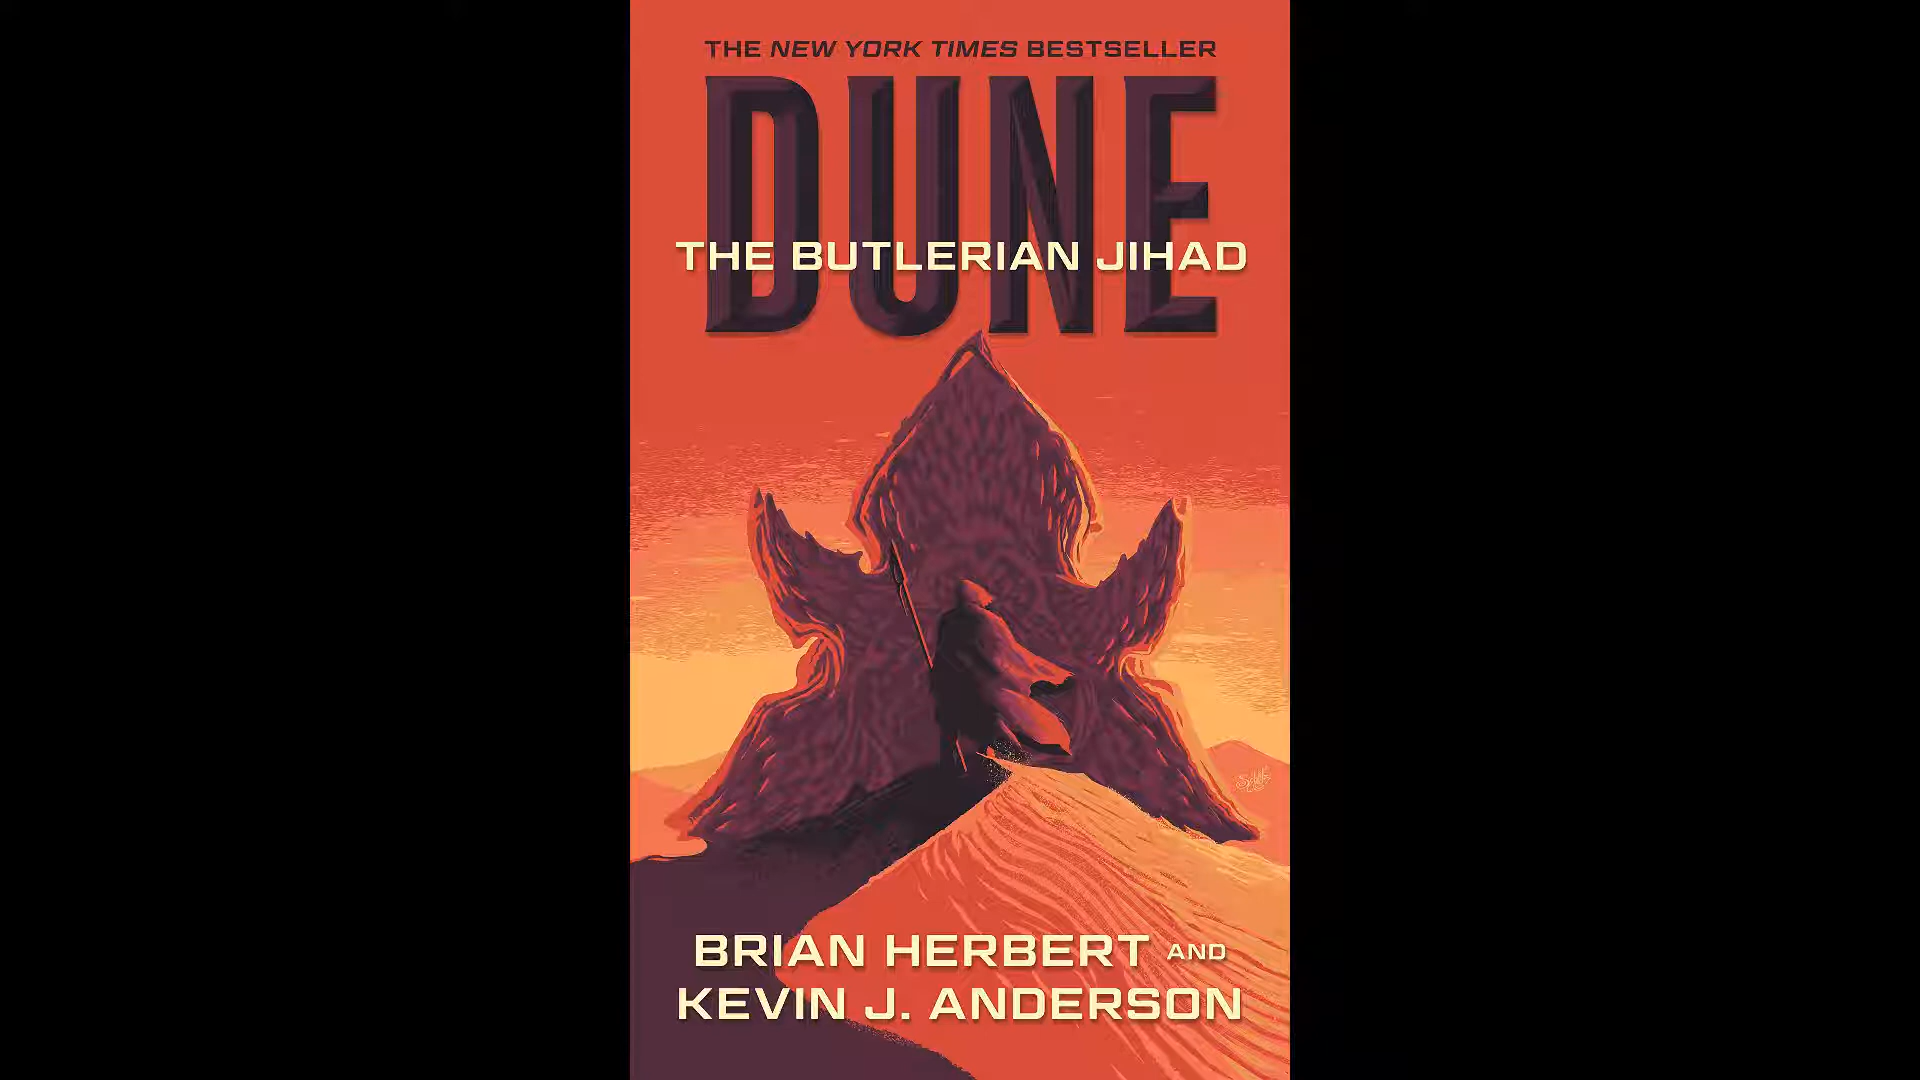 THE NEW YORK TIMES BESTSELLER
DUNE
THE BUTLERIAN JIHAD
BRIAN HERBERT AND
KEVIN J. ANDERSON